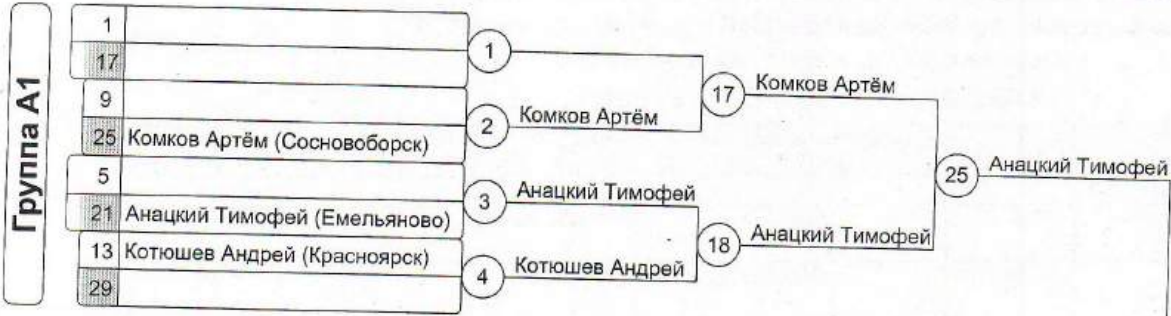 Группа А1
1
17
1
9
25 Комков Артём (Сосновоборск)
2 Комков Артём
17 Комков Артём
5
21 Анацкий Тимофей (Емельяново)
3 Анацкий Тимофей
13 Котюшев Андрей (Красноярск)
29
4 Котюшев Андрей
18 Анацкий Тимофей
25 Анацкий Тимофей